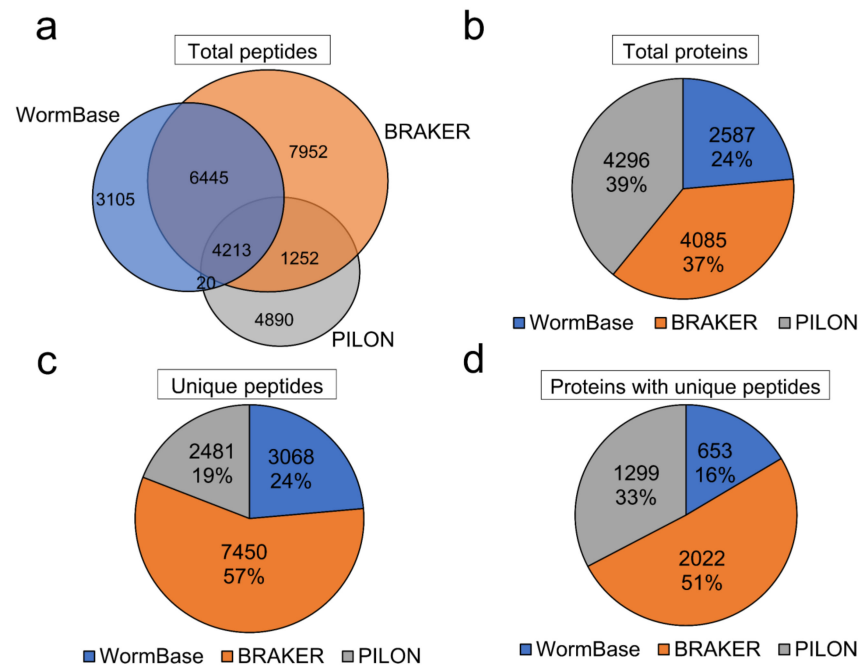 a
Total peptides
WormBase
BRAKER
7952
6445
3105
4213
1252
20
4890
PILON
b
Total proteins
2587
24%
4296
39%
4085
37%
WormBase BRAKER PILON
c
Unique peptides
2481
19%
3068
24%
7450
57%
WormBase BRAKER PILON
d
Proteins with unique peptides
653
16%
1299
33%
2022
51%
WormBase BRAKER PILON